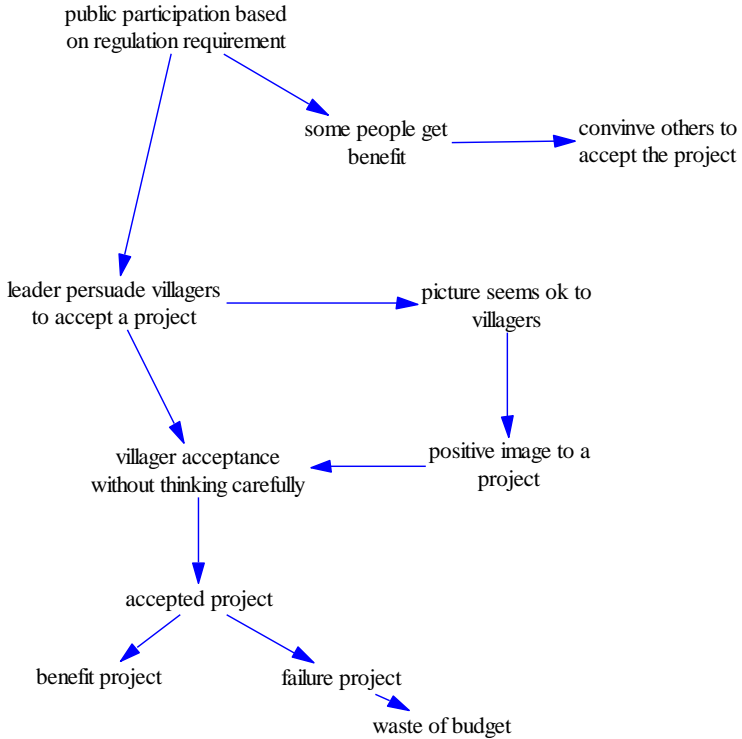 public participation based
on regulation requirement
some people get
benefit
convinve others to
accept the project
leader persuade villagers
to accept a project
picture seems ok to
villagers
villager acceptance
without thinking carefully
positive image to a
project
accepted project
benefit project
failure project
waste of budget